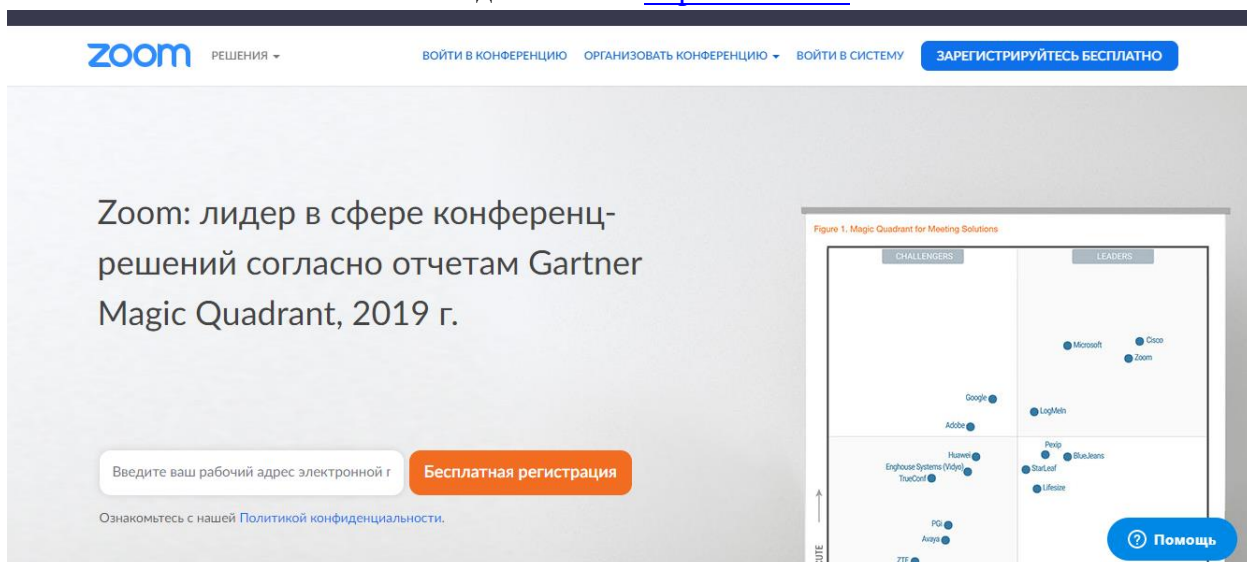 zoom
РЕШЕНИЯ
ВОЙТИ В КОНФЕРЕНЦИЮ
ОРГАНИЗОВАТЬ КОНФЕРЕНЦИЮ
ВОЙТИ В СИСТЕМУ
ЗАРЕГИСТРИРУЙТЕСЬ БЕСПЛАТНО
Zoom: лидер в сфере конференц-
решений согласно отчетам Gartner
Magic Quadrant, 2019 г.
Введите ваш рабочий адрес электронной
Бесплатная регистрация
Ознакомьтесь с нашей Политикой конфиденциальности.
Figure 1. Magic Quadrant for Meeting Solutions
CHALLENGERS
LEADERS
Microsoft
Cisco
Zoom
Google
LogMeIn
Adobe
Pexip
Huawei
BlueJeans
Enghouse Systems (Vidyo)
StarLeaf
TrueConf
Lifesize
PGi
Avaya
ZTE
Помощь